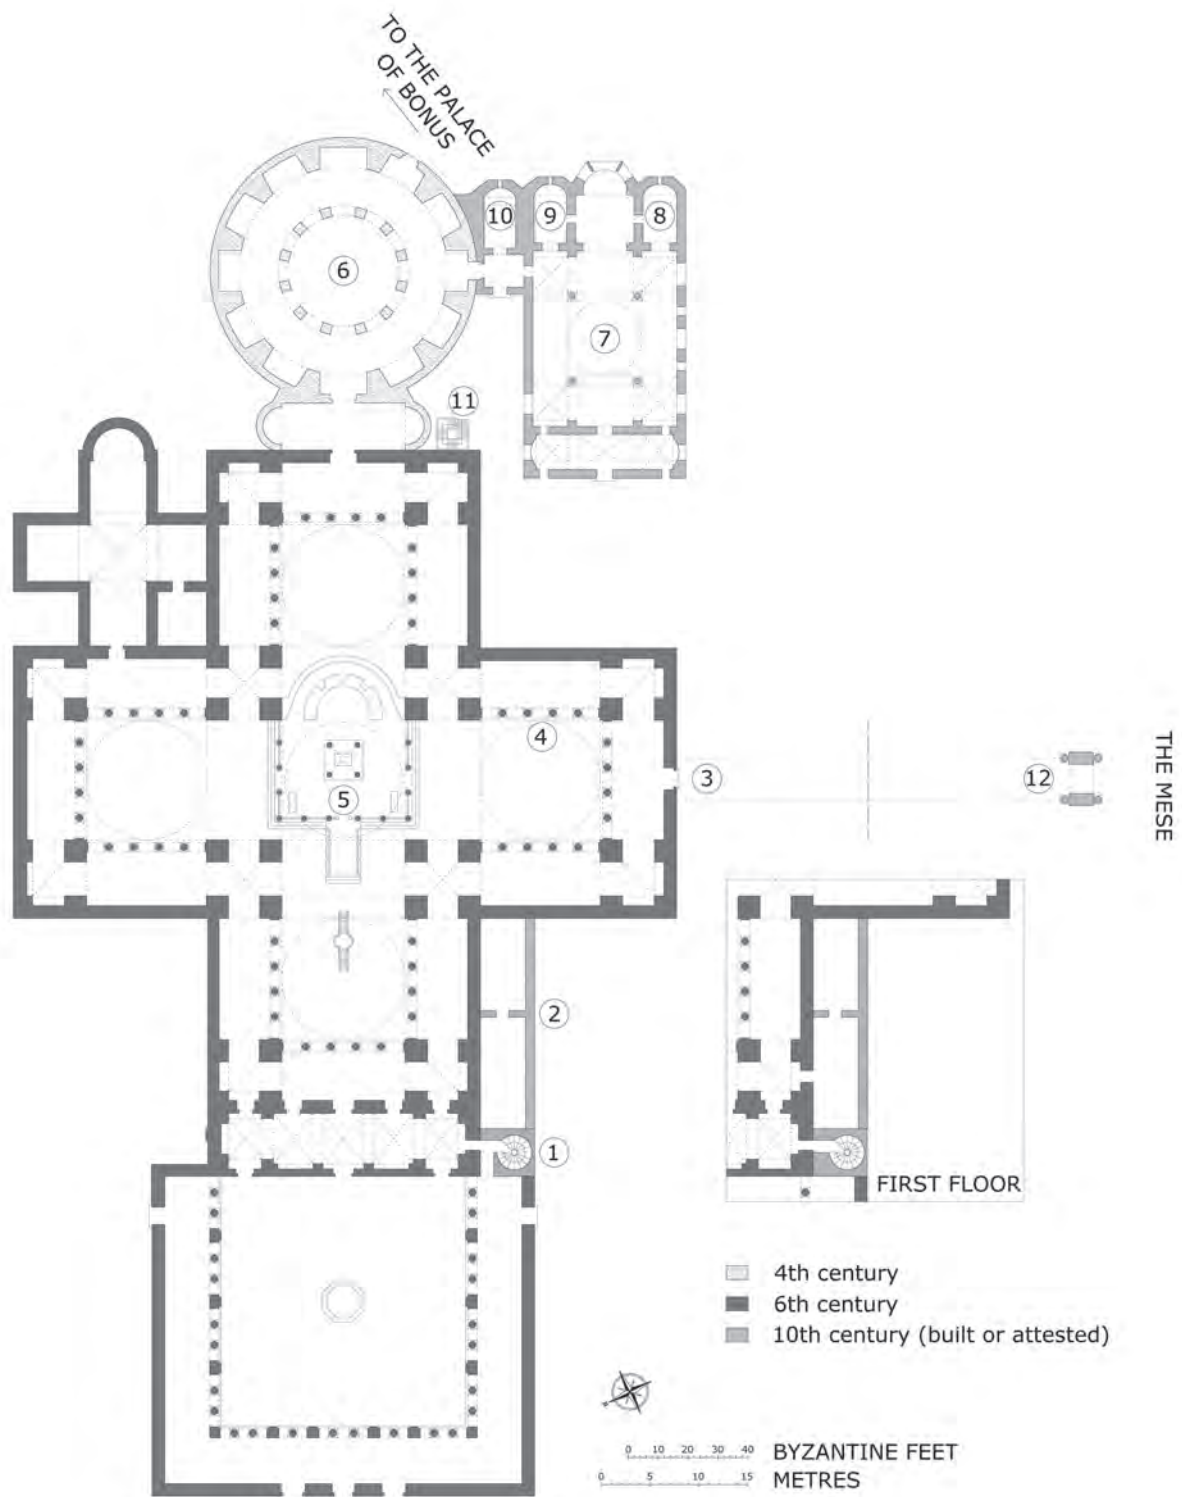 TO THE PALACE
OF BONUS
10
9
8
6
7
11
4
3
12
THE MESE
5
2
1
FIRST FLOOR
4th century
6th century
10th century (built or attested)
0 10 20 30 40 BYZANTINE FEET
0 5 10 15 METRES